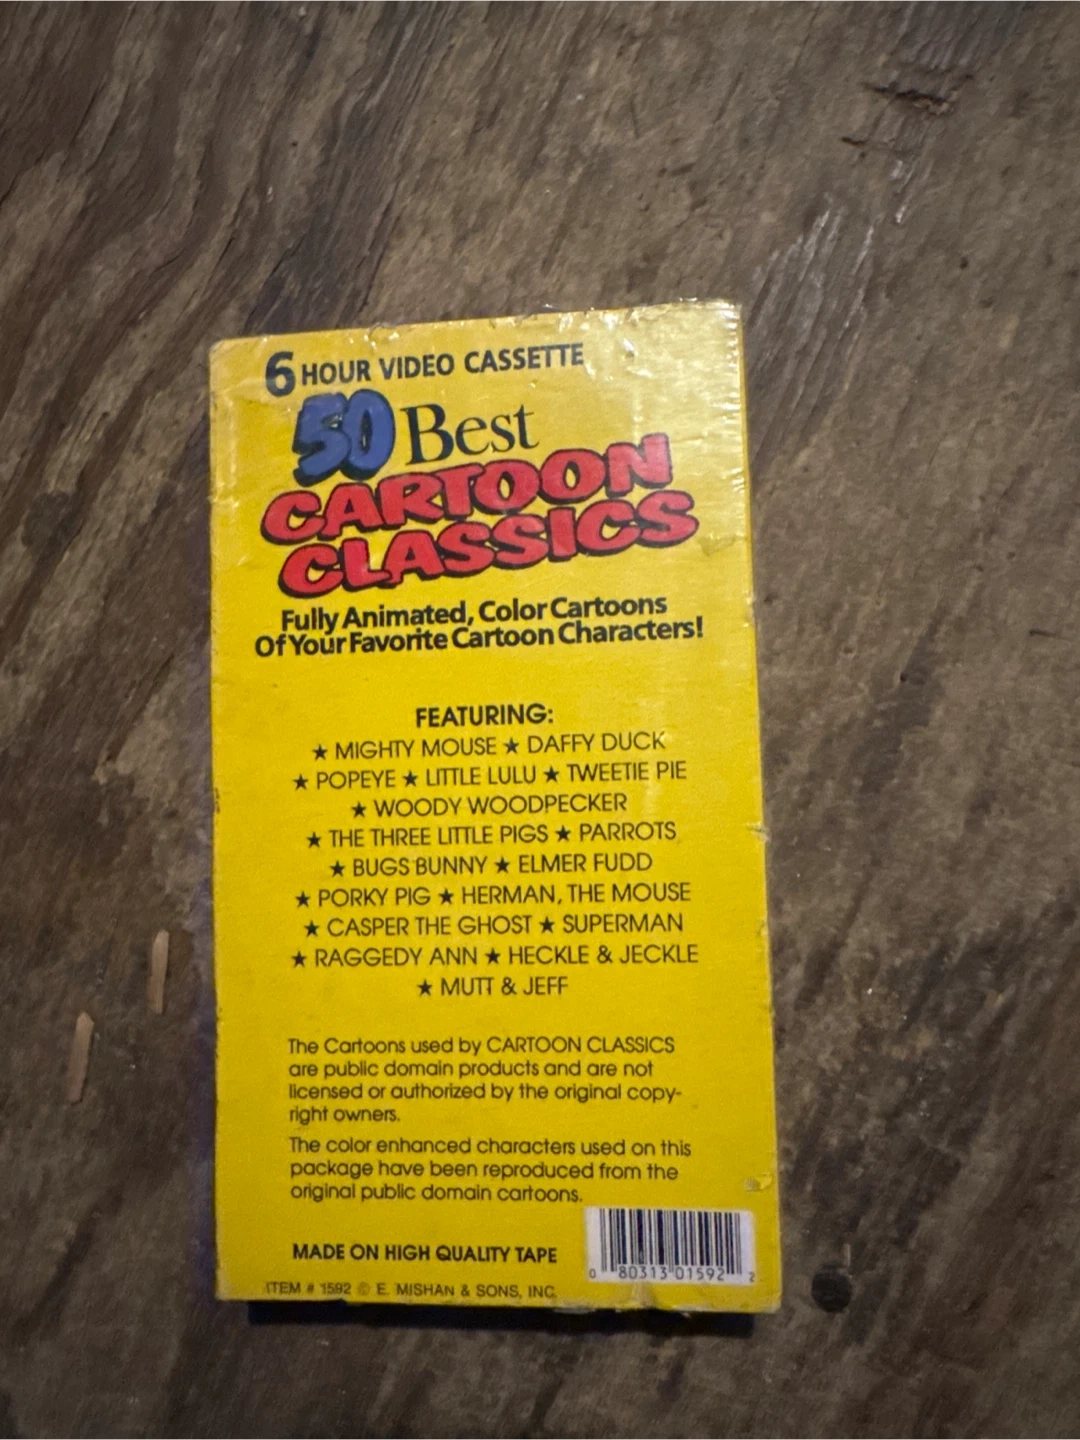 6 HOUR VIDEO CASSETTE
50 Best
CARTOON
CLASSICS
Fully Animated, Color Cartoons
Of Your Favorite Cartoon Characters!
FEATURING:
★ MIGHTY MOUSE ★ DAFFY DUCK
★ POPEYE ★ LITTLE LULU ★ TWEETIE PIE
★ WOODY WOODPECKER
★ THE THREE LITTLE PIGS ★ PARROTS
★ BUGS BUNNY ★ ELMER FUDD
★ PORKY PIG ★ HERMAN, THE MOUSE
★ CASPER THE GHOST ★ SUPERMAN
★ RAGGEDY ANN ★ HECKLE & JECKLE
★ MUTT & JEFF
The Cartoons used by CARTOON CLASSICS
are public domain products and are not
licensed or authorized by the original copy-
right owners.
The color enhanced characters used on this
package have been reproduced from the
original public domain cartoons.
MADE ON HIGH QUALITY TAPE
0 80313 01592 2
ITEM # 1592 © E. MISHAN & SONS, INC.